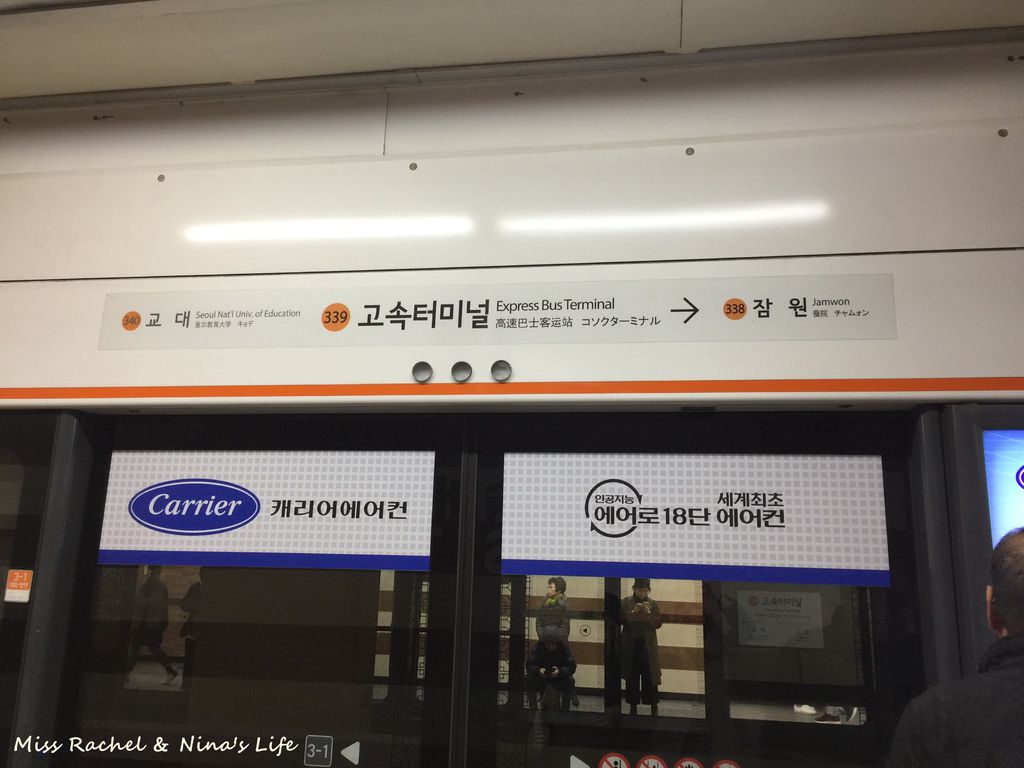 340 교 대 Seoul Nat'l Univ. of Education
首尔教育大学 キョデ
339 고속터미널 Express Bus Terminal
高速巴士客运站 コソクターミナル
→
338 잠 원 Jamwon
蚕院 チャムォン
Carrier 캐리어에어컨
인공지능 세계최초
에어로 18단 에어컨
3-1
고속터미널
Miss Rachel & Nina's Life
3-1